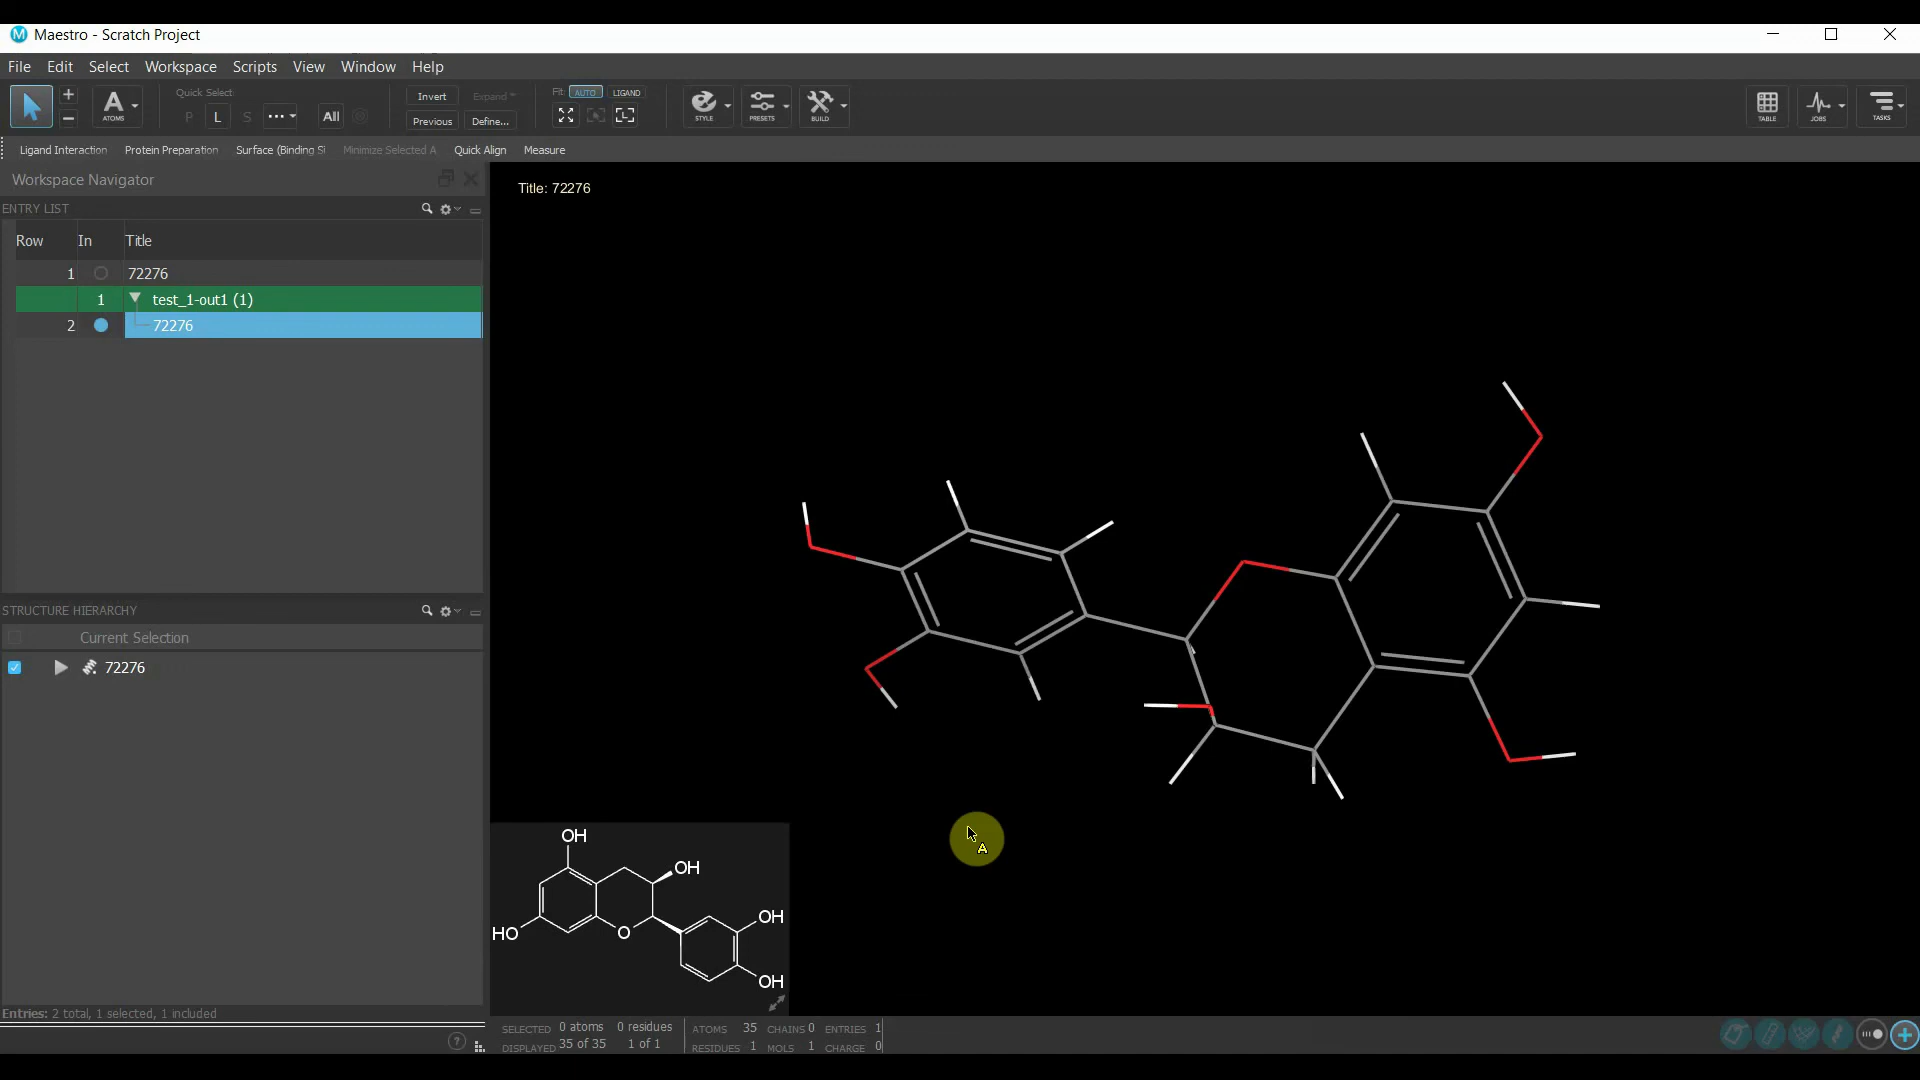 Maestro - Scratch Project
File Edit Select Workspace Scripts View Window Help
A ATOMS
Quick Select
P L S ... All
Invert Expand
Previous Define...
Fit: AUTO LIGAND
STYLE PRESETS BUILD
TABLE JOBS TASKS
Ligand Interaction Protein Preparation Surface (Binding Si Minimize Selected A Quick Align Measure
Workspace Navigator
ENTRY LIST
Row In Title
1 72276
1 test_1-out1 (1)
2 72276
STRUCTURE HIERARCHY
Current Selection
72276
Entries: 2 total, 1 selected, 1 included
Title: 72276
A
OH
OH
OH
HO
O
OH
SELECTED 0 atoms 0 residues ATOMS 35 CHAINS 0 ENTRIES 1
DISPLAYED 35 of 35 1 of 1 RESIDUES 1 MOLS 1 CHARGE 0